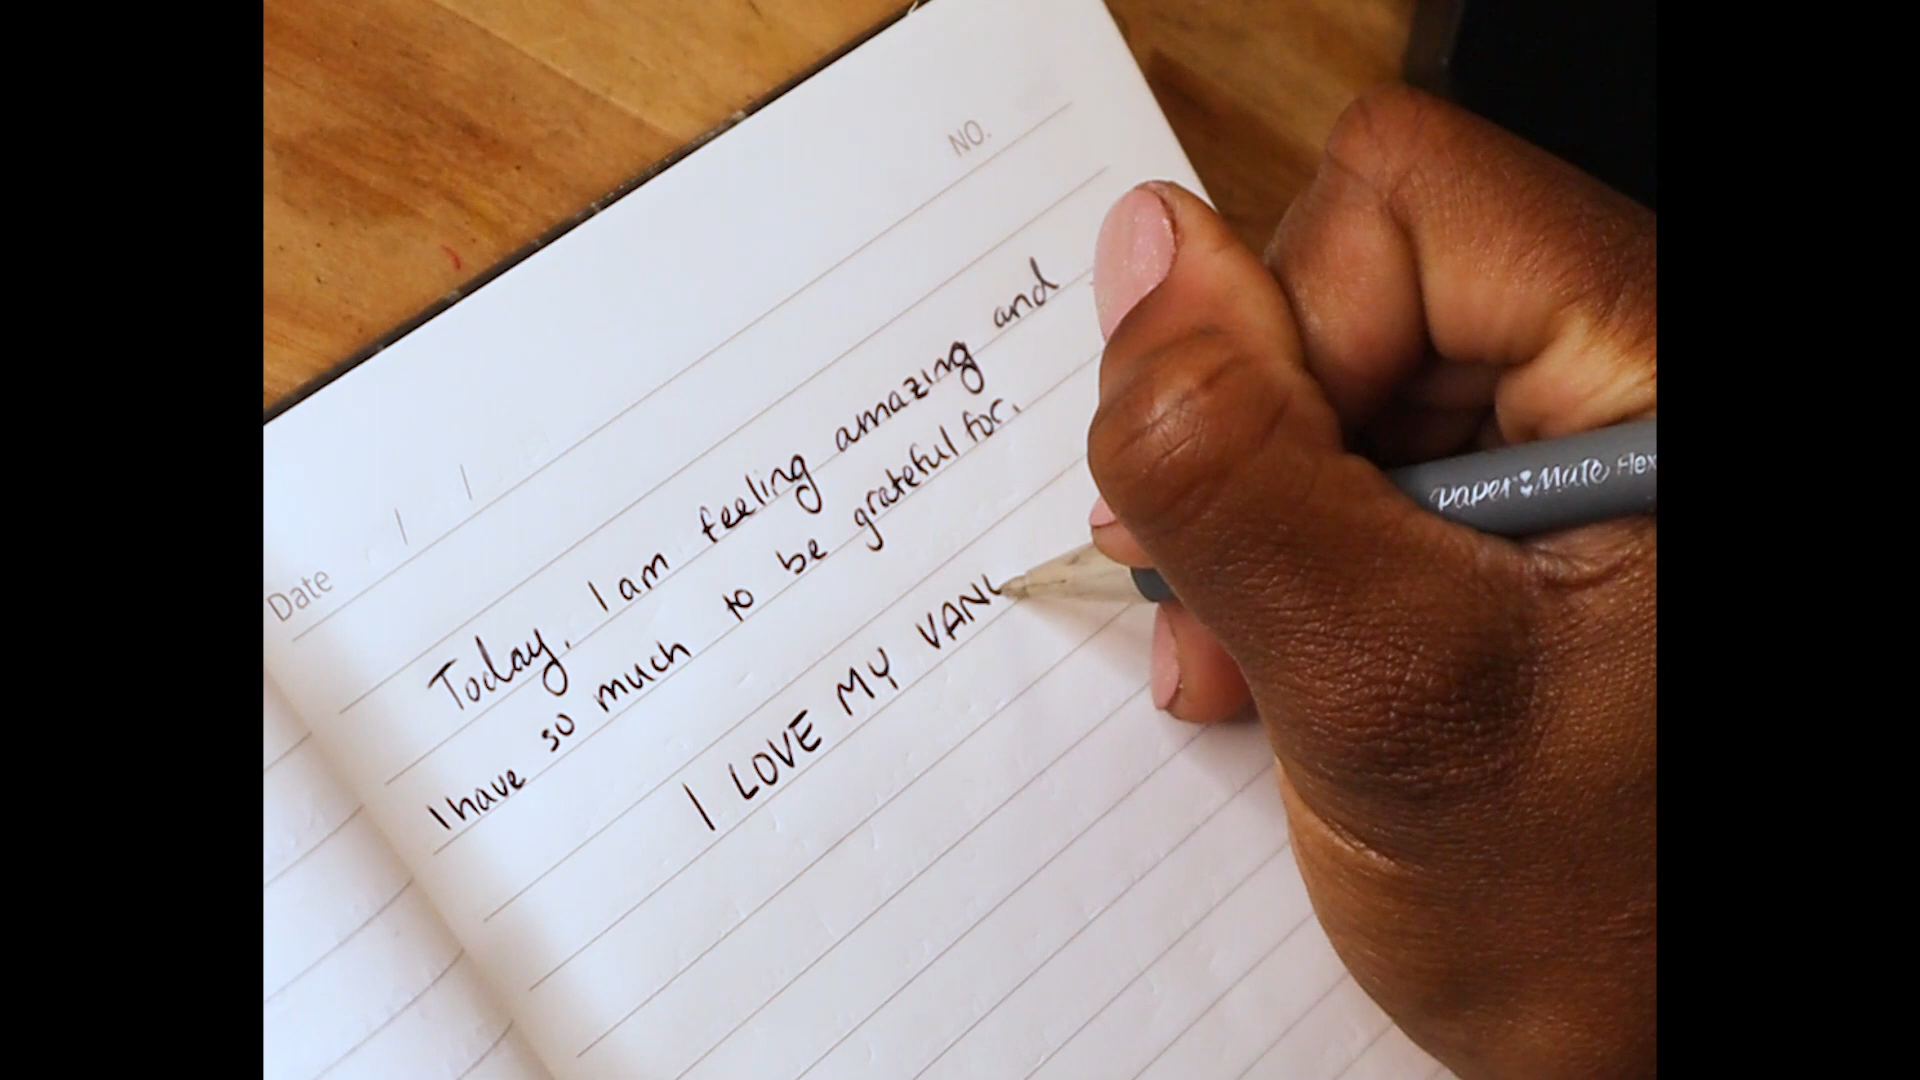 NO.
Date / /
Today, I am feeling amazing and
I have so much to be grateful for.
I LOVE MY
Paper Mate Flex